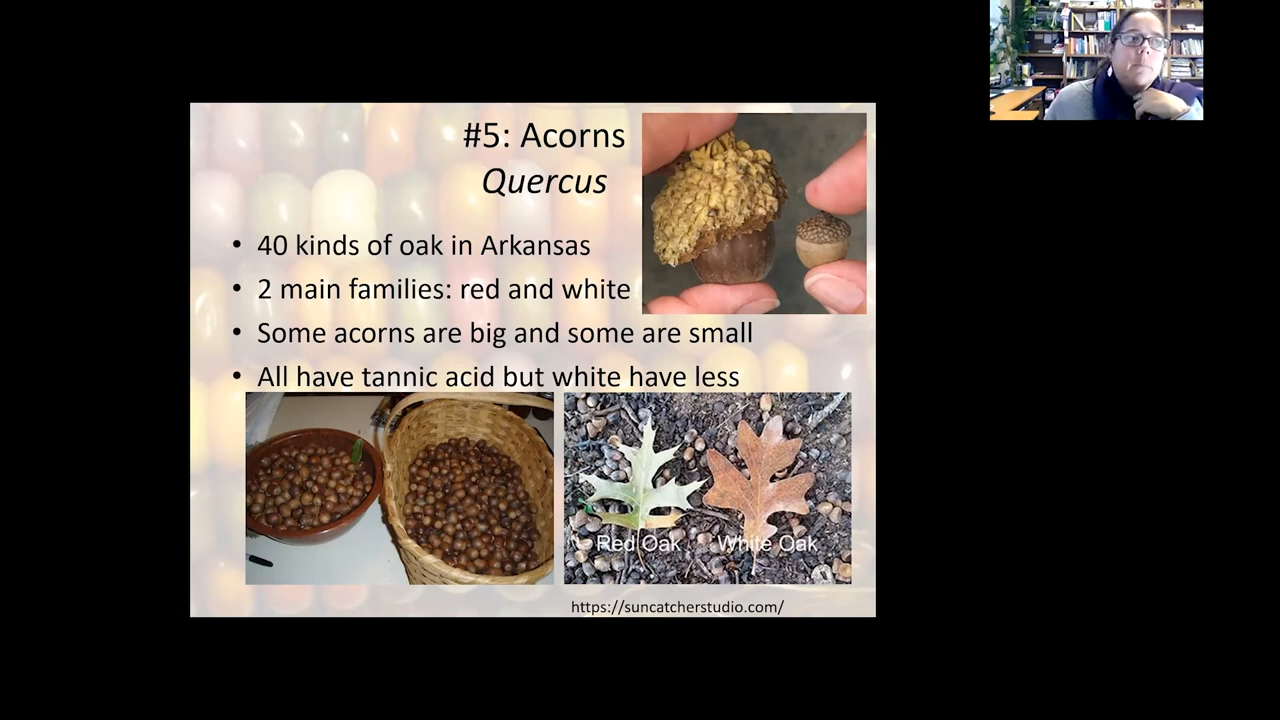 #5: Acorns
Quercus
• 40 kinds of oak in Arkansas
• 2 main families: red and white
• Some acorns are big and some are small
• All have tannic acid but white have less
Red Oak
White Oak
https://suncatcherstudio.com/